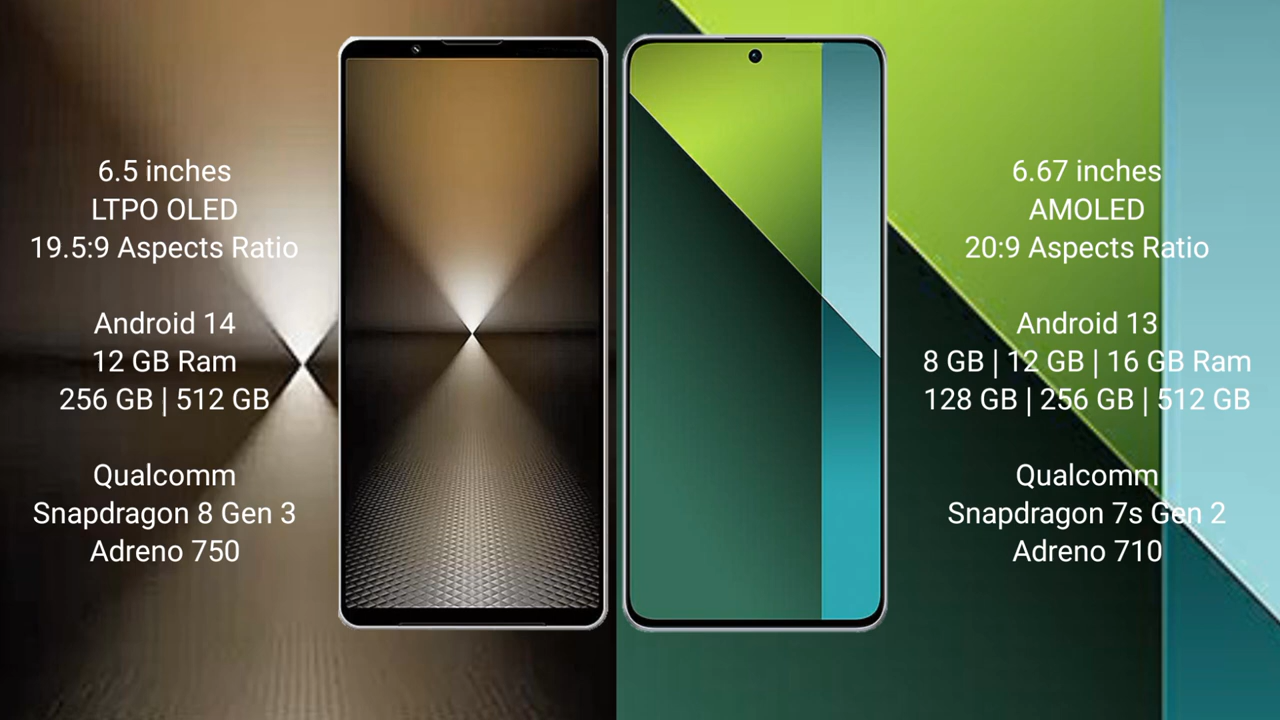 6.5 inches
LTPO OLED
19.5:9 Aspects Ratio
Android 14
12 GB Ram
256 GB | 512 GB
Qualcomm
Snapdragon 8 Gen 3
Adreno 750
6.67 inches
AMOLED
20:9 Aspects Ratio
Android 13
8 GB | 12 GB | 16 GB Ram
128 GB | 256 GB | 512 GB
Qualcomm
Snapdragon 7s Gen 2
Adreno 710